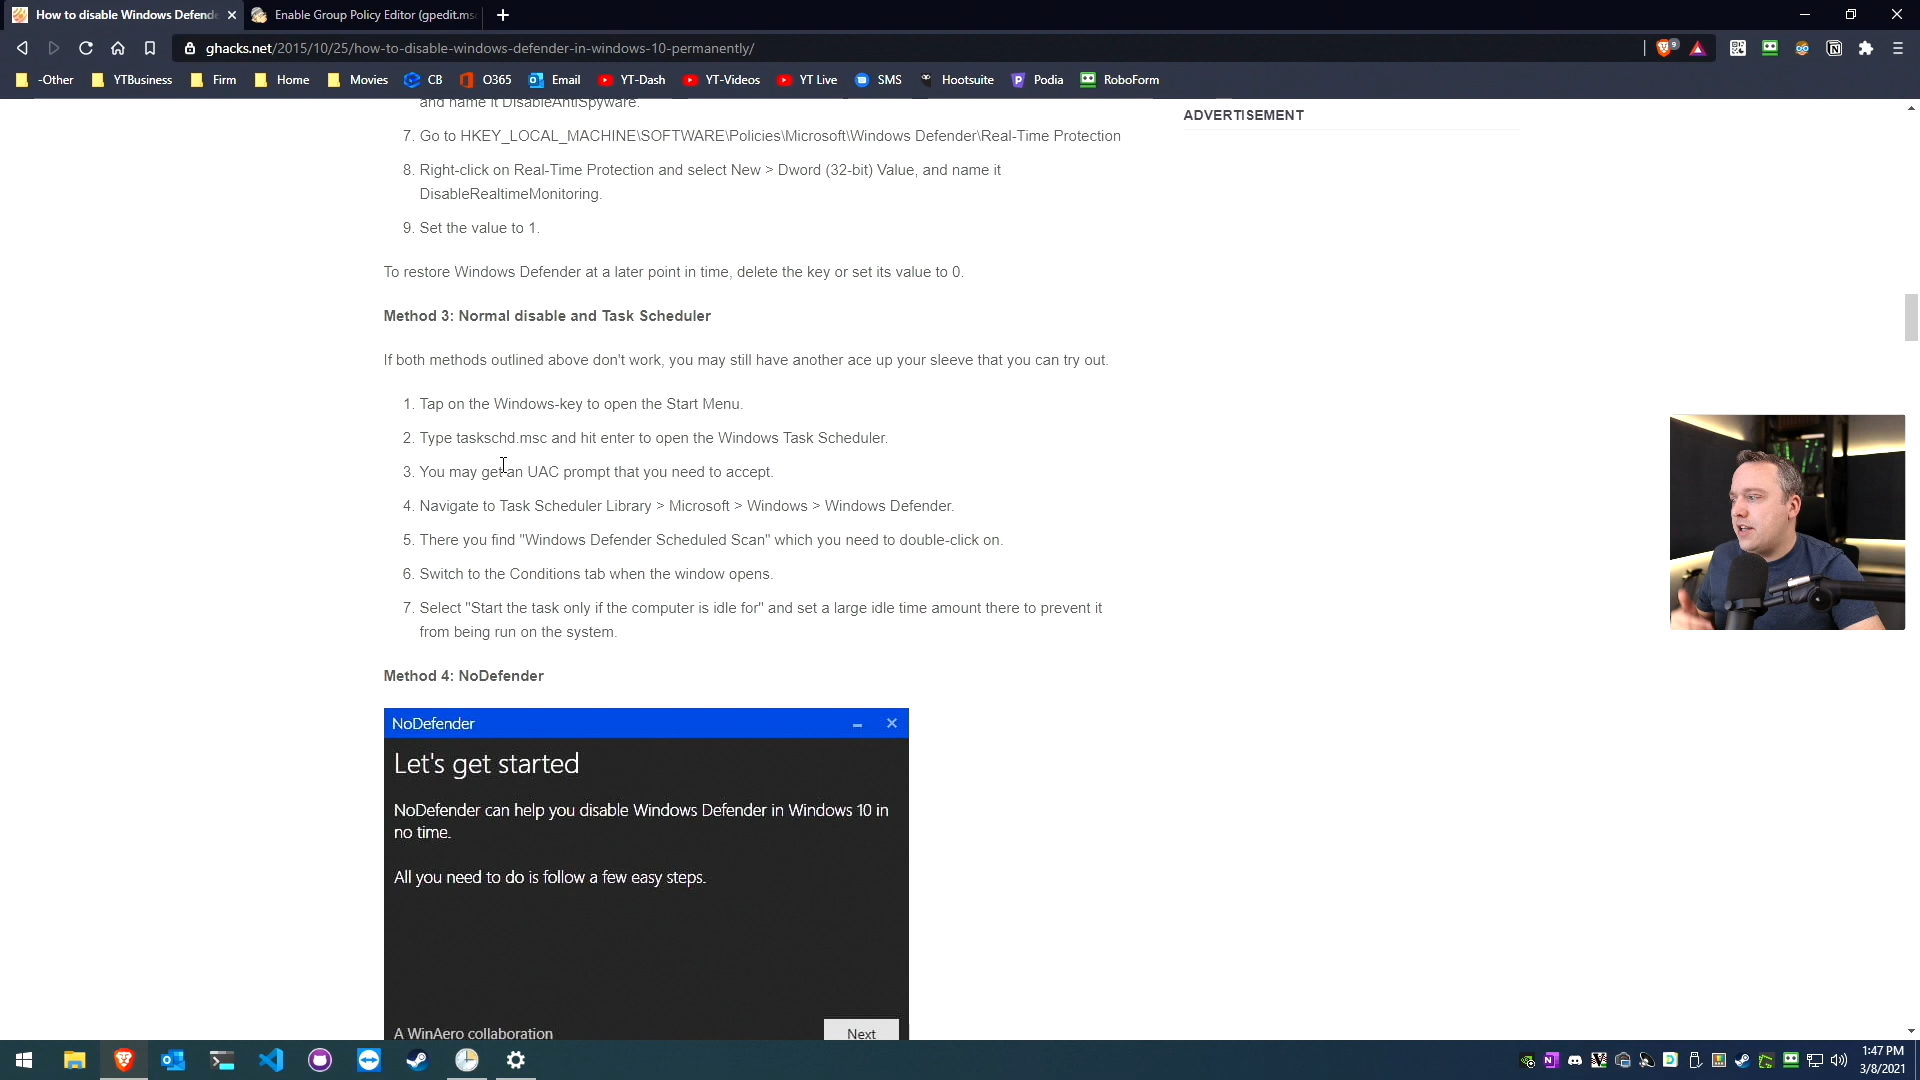 How to disable Windows Defende
Enable Group Policy Editor (gpedit.ms
ghacks.net/2015/10/25/how-to-disable-windows-defender-in-windows-10-permanently/
9
-Other YTBusiness Firm Home Movies CB O365 Email YT-Dash YT-Videos YT Live SMS Hootsuite Podia RoboForm
and name it DisableAntiSpyware.
ADVERTISEMENT
7. Go to HKEY_LOCAL_MACHINE\SOFTWARE\Policies\Microsoft\Windows Defender\Real-Time Protection
8. Right-click on Real-Time Protection and select New > Dword (32-bit) Value, and name it
DisableRealtimeMonitoring.
9. Set the value to 1.
To restore Windows Defender at a later point in time, delete the key or set its value to 0.
Method 3: Normal disable and Task Scheduler
If both methods outlined above don't work, you may still have another ace up your sleeve that you can try out.
1. Tap on the Windows-key to open the Start Menu.
2. Type taskschd.msc and hit enter to open the Windows Task Scheduler.
3. You may get an UAC prompt that you need to accept.
4. Navigate to Task Scheduler Library > Microsoft > Windows > Windows Defender.
5. There you find "Windows Defender Scheduled Scan" which you need to double-click on.
6. Switch to the Conditions tab when the window opens.
7. Select "Start the task only if the computer is idle for" and set a large idle time amount there to prevent it
from being run on the system.
Method 4: NoDefender
NoDefender
Let's get started
NoDefender can help you disable Windows Defender in Windows 10 in
no time.
All you need to do is follow a few easy steps.
A WinAero collaboration
Next
1:47 PM
3/8/2021